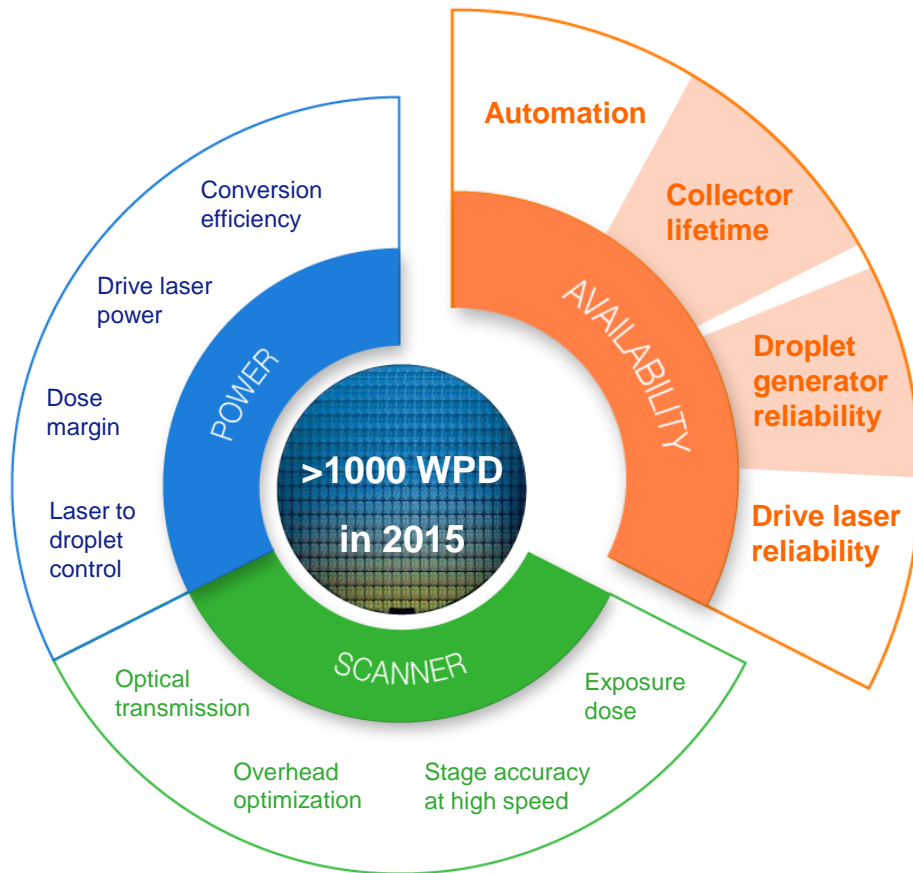 Automation
Collector
lifetime
Droplet
generator
reliability
Drive laser
reliability
AVAILABILITY
Conversion
efficiency
Drive laser
power
Dose
margin
Laser to
droplet
control
POWER
>1000 WPD
in 2015
SCANNER
Optical
transmission
Overhead
optimization
Stage accuracy
at high speed
Exposure
dose